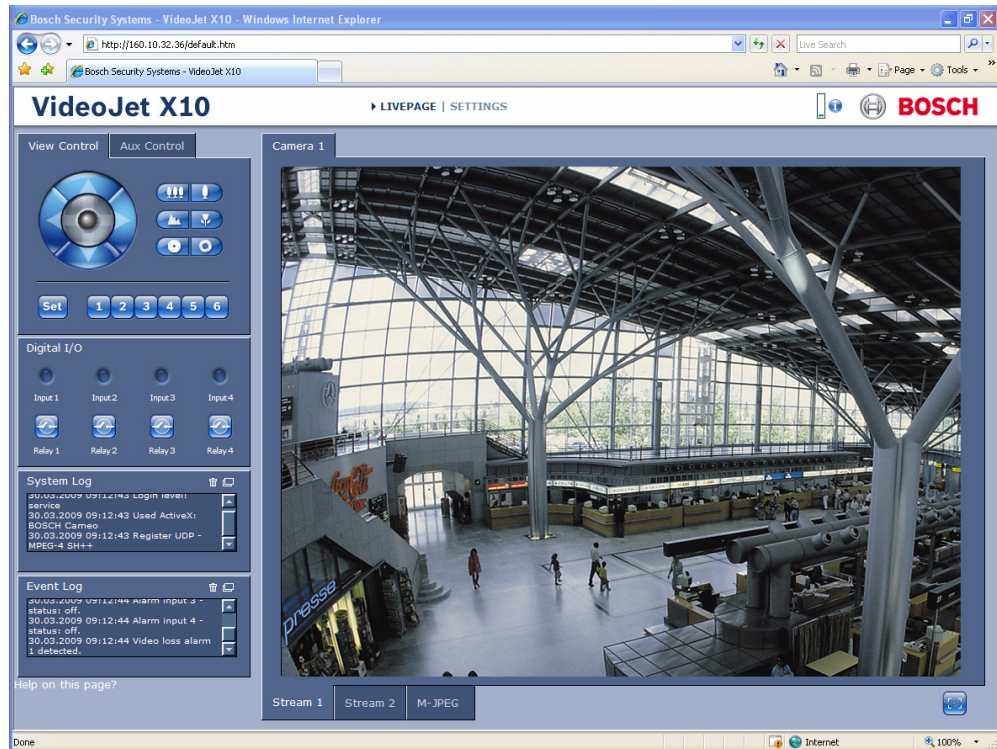 Bosch Security Systems - VideoJet X10 - Windows Internet Explorer
http://160.10.32.36/default.htm
Live Search
Bosch Security Systems - VideoJet X10
Page
Tools
VideoJet X10
LIVEPAGE | SETTINGS
BOSCH
View Control
Aux Control
Camera 1
Set
1 2 3 4 5 6
Digital I/O
Input 1 Input 2 Input 3 Input 4
Relay 1 Relay 2 Relay 3 Relay 4
System Log
30.03.2009 09:12:43 Login level:
service
30.03.2009 09:12:43 Used ActiveX:
BOSCH Cameo
30.03.2009 09:12:43 Register UDP -
MPEG-4 SH++
Event Log
30.03.2009 09:12:44 Alarm input 3 -
status: off.
30.03.2009 09:12:44 Alarm input 4 -
status: off.
30.03.2009 09:12:44 Video loss alarm
1 detected.
presse
Help on this page?
Stream 1
Stream 2
M-JPEG
Done
Internet
100%